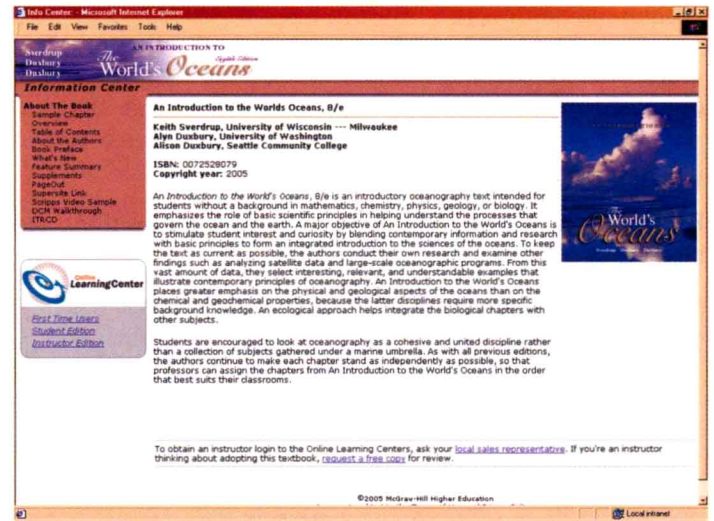 Info Center: - Microsoft Internet Explorer
File Edit View Favorites Tools Help
Sverdrup
Duxbury
Duxbury
AN INTRODUCTION TO
The
World's Oceans
Eighth Edition
Information Center
About The Book
Sample Chapter
Overview
Table of Contents
About the Authors
Book Preface
What's New
Feature Summary
Supplements
PageOut
Supersite Link
Scripps Video Sample
OCM Walkthrough
ITRCD
Online
LearningCenter
First Time Users
Student Edition
Instructor Edition
An Introduction to the Worlds Oceans, 8/e
Keith Sverdrup, University of Wisconsin --- Milwaukee
Alyn Duxbury, University of Washington
Alison Duxbury, Seattle Community College
ISBN: 0072528079
Copyright year: 2005
An Introduction to the World's Oceans, 8/e is an introductory oceanography text intended for
students without a background in mathematics, chemistry, physics, geology, or biology. It
emphasizes the role of basic scientific principles in helping understand the processes that
govern the ocean and the earth. A major objective of An Introduction to the World's Oceans is
to stimulate student interest and curiosity by blending contemporary information and research
with basic principles to form an integrated introduction to the sciences of the oceans. To keep
the text as current as possible, the authors conduct their own research and examine other
findings such as analyzing satellite data and large-scale oceanographic programs. From this
vast amount of data, they select interesting, relevant, and understandable examples that
illustrate contemporary principles of oceanography. An Introduction to the World's Oceans
places greater emphasis on the physical and geological aspects of the oceans than on the
chemical and geochemical properties, because the latter disciplines require more specific
background knowledge. An ecological approach helps integrate the biological chapters with
other subjects.
Students are encouraged to look at oceanography as a cohesive and united discipline rather
than a collection of subjects gathered under a marine umbrella. As with all previous editions,
the authors continue to make each chapter stand as independently as possible, so that
professors can assign the chapters from An Introduction to the World's Oceans in the order
that best suits their classrooms.
World's
Oceans
To obtain an instructor login to the Online Learning Centers, ask your local sales representative. If you're an instructor
thinking about adopting this textbook, request a free copy for review.
©2005 McGraw-Hill Higher Education
Local intranet